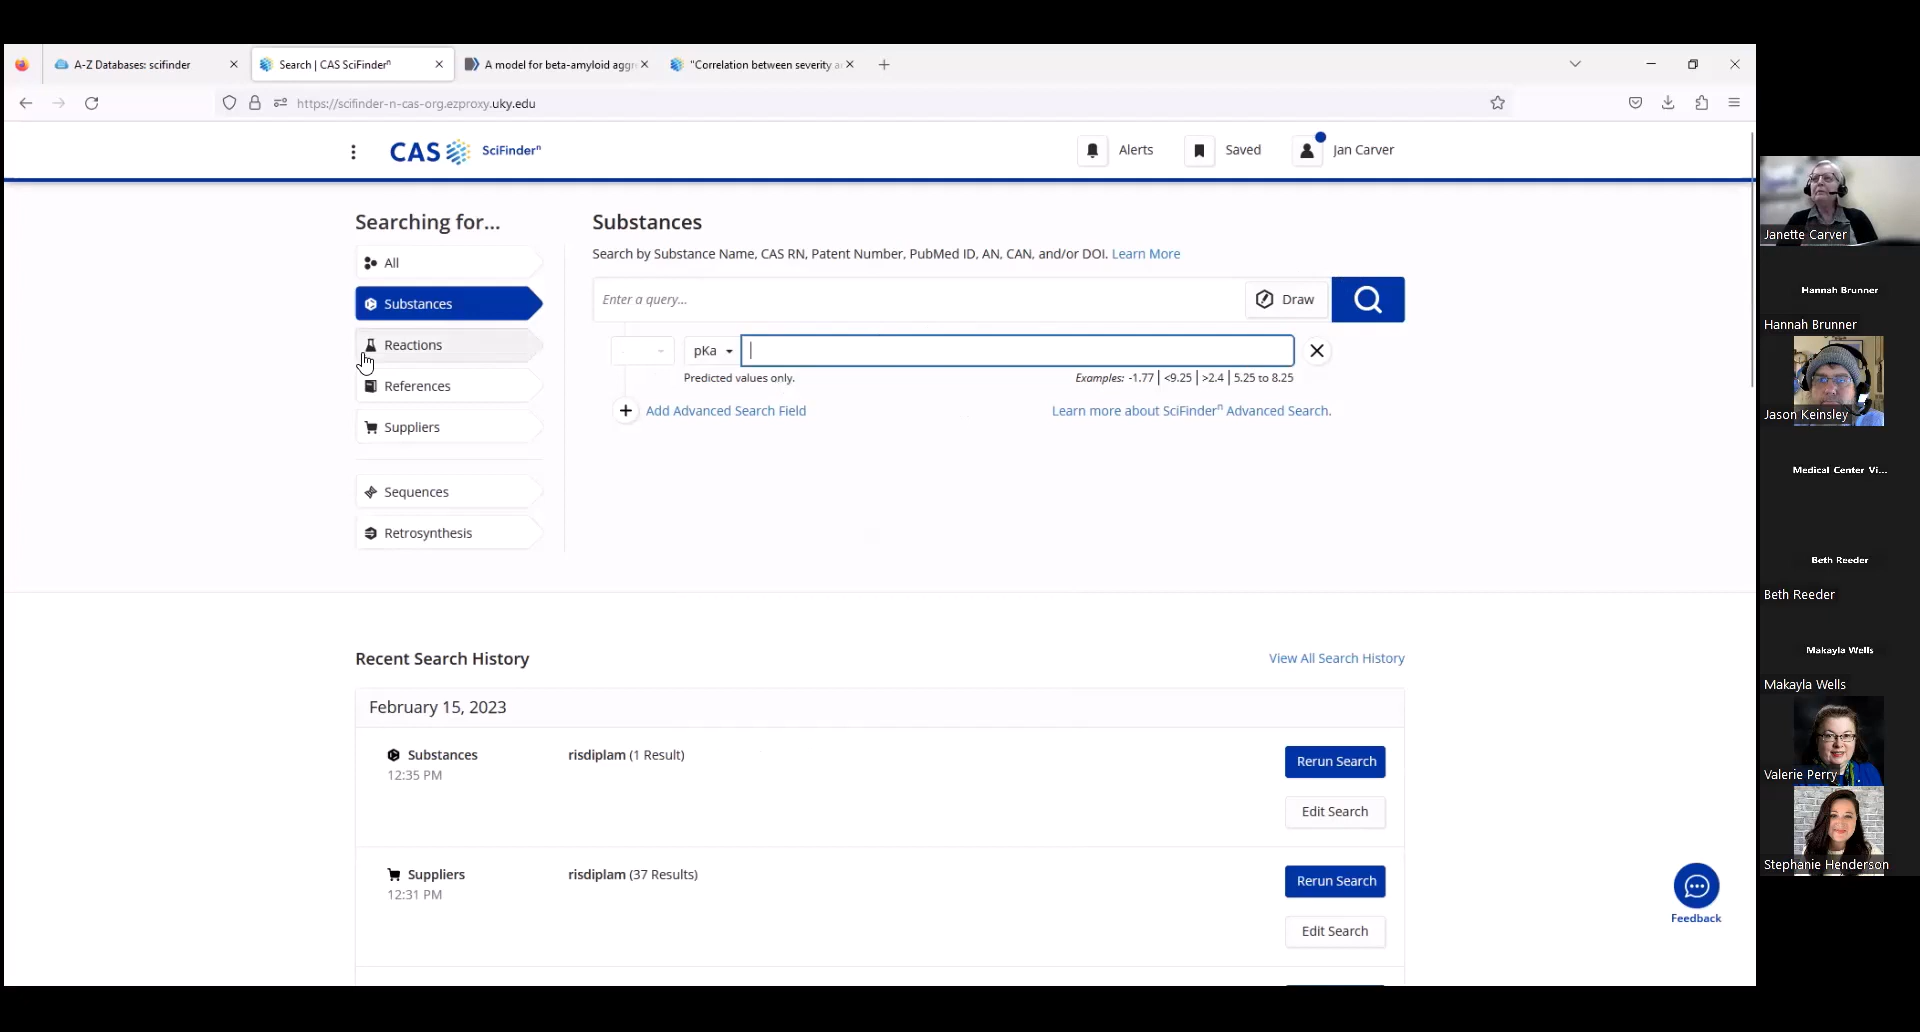 A-Z Databases: scifinder
Search | CAS SciFinderⁿ
A model for beta-amyloid aggr
"Correlation between severity a
https://scifinder-n-cas-org.ezproxy.uky.edu
CAS SciFinderⁿ
Alerts
Saved
Jan Carver
Searching for...
All
Substances
Reactions
References
Suppliers
Sequences
Retrosynthesis
Substances
Search by Substance Name, CAS RN, Patent Number, PubMed ID, AN, CAN, and/or DOI. Learn More
Enter a query...
Draw
pKa
Predicted values only.
Examples: -1.77 | <9.25 | >2.4 | 5.25 to 8.25
Add Advanced Search Field
Learn more about SciFinderⁿ Advanced Search.
Recent Search History
View All Search History
February 15, 2023
Substances
risdiplam (1 Result)
Rerun Search
12:35 PM
Edit Search
Suppliers
risdiplam (37 Results)
Rerun Search
12:31 PM
Edit Search
Feedback
Janette Carver
Hannah Brunner
Hannah Brunner
Jason Keinsley
Medical Center Vi...
Beth Reeder
Beth Reeder
Makayla Wells
Makayla Wells
Valerie Perry
Stephanie Henderson